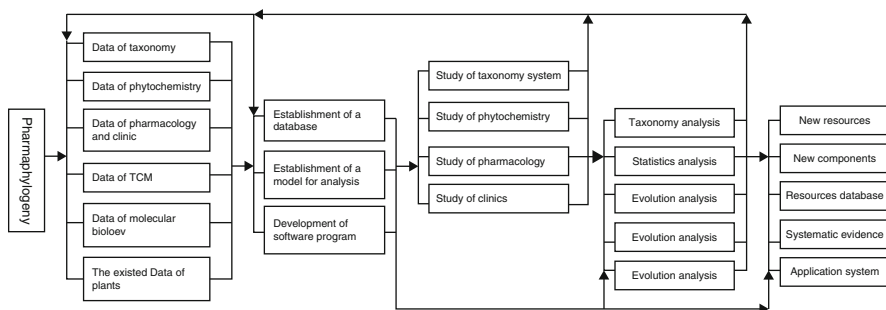 Pharmaphylogeny
Data of taxonomy
Data of phytochemistry
Data of pharmacology
and clinic
Data of TCM
Data of molecular
bioloev
The existed Data of
plants
Establishment of a
database
Establishment of a
model for analysis
Development of
software program
Study of taxonomy system
Study of phytochemistry
Study of pharmacology
Study of clinics
Taxonomy analysis
Statistics analysis
Evolution analysis
Evolution analysis
Evolution analysis
New resources
New components
Resources database
Systematic evidence
Application system